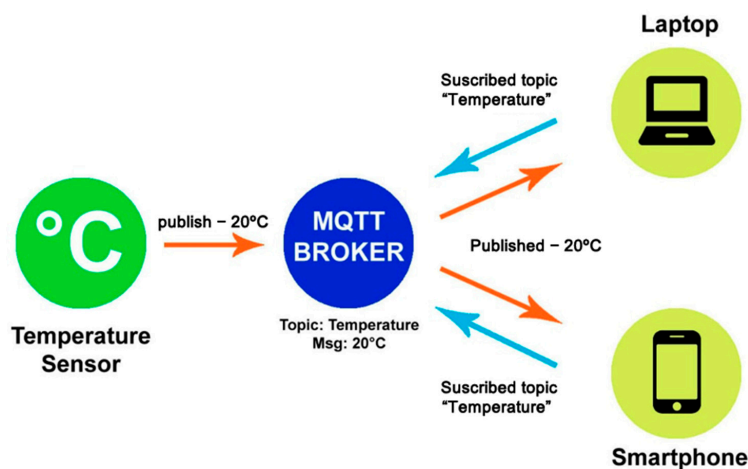 Laptop
Suscribed topic
“Temperature”
°C
publish – 20ºC
MQTT
BROKER
Published – 20ºC
Temperature
Sensor
Topic: Temperature
Msg: 20°C
Suscribed topic
“Temperature”
Smartphone